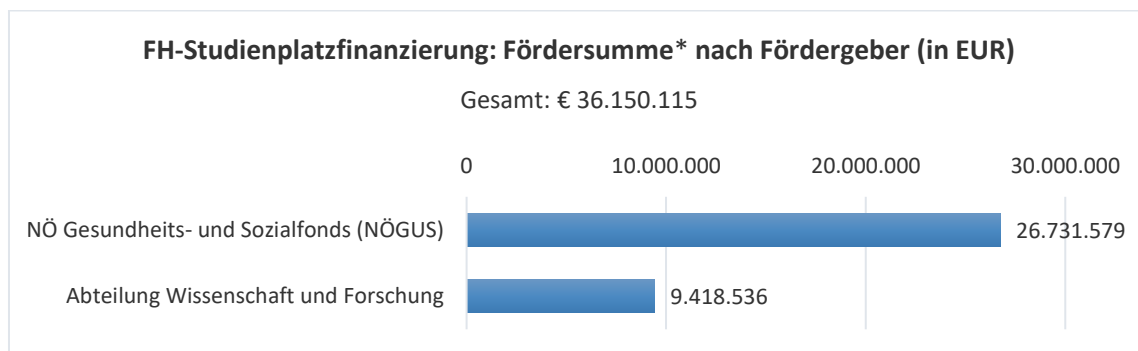 FH-Studienplatzfinanzierung: Fördersumme* nach Fördergeber (in EUR)
Gesamt: € 36.150.115
0 10.000.000 20.000.000 30.000.000
NÖ Gesundheits- und Sozialfonds (NÖGUS) 26.731.579
Abteilung Wissenschaft und Forschung 9.418.536